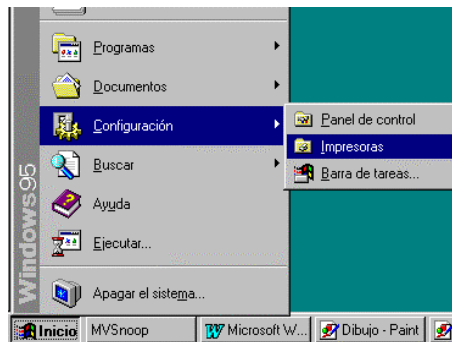 Programas
Documentos
Configuración
Panel de control
Impresoras
Barra de tareas...
Buscar
Ayuda
Ejecutar...
Apagar el sistema...
Windows95
Inicio
MVSnoop
Microsoft W...
Dibujo - Paint